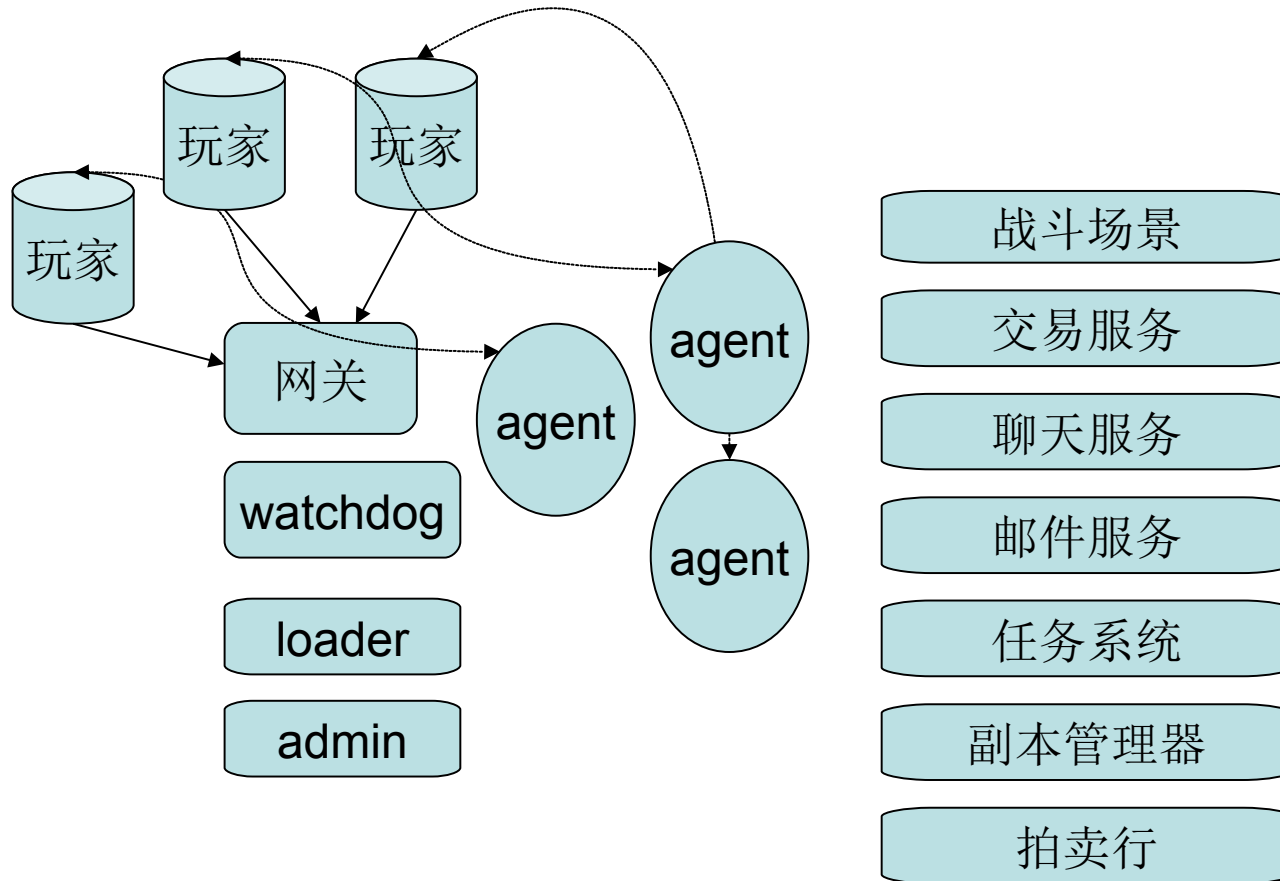 玩家
玩家
玩家
网关
watchdog
loader
admin
agent
agent
agent
战斗场景
交易服务
聊天服务
邮件服务
任务系统
副本管理器
拍卖行